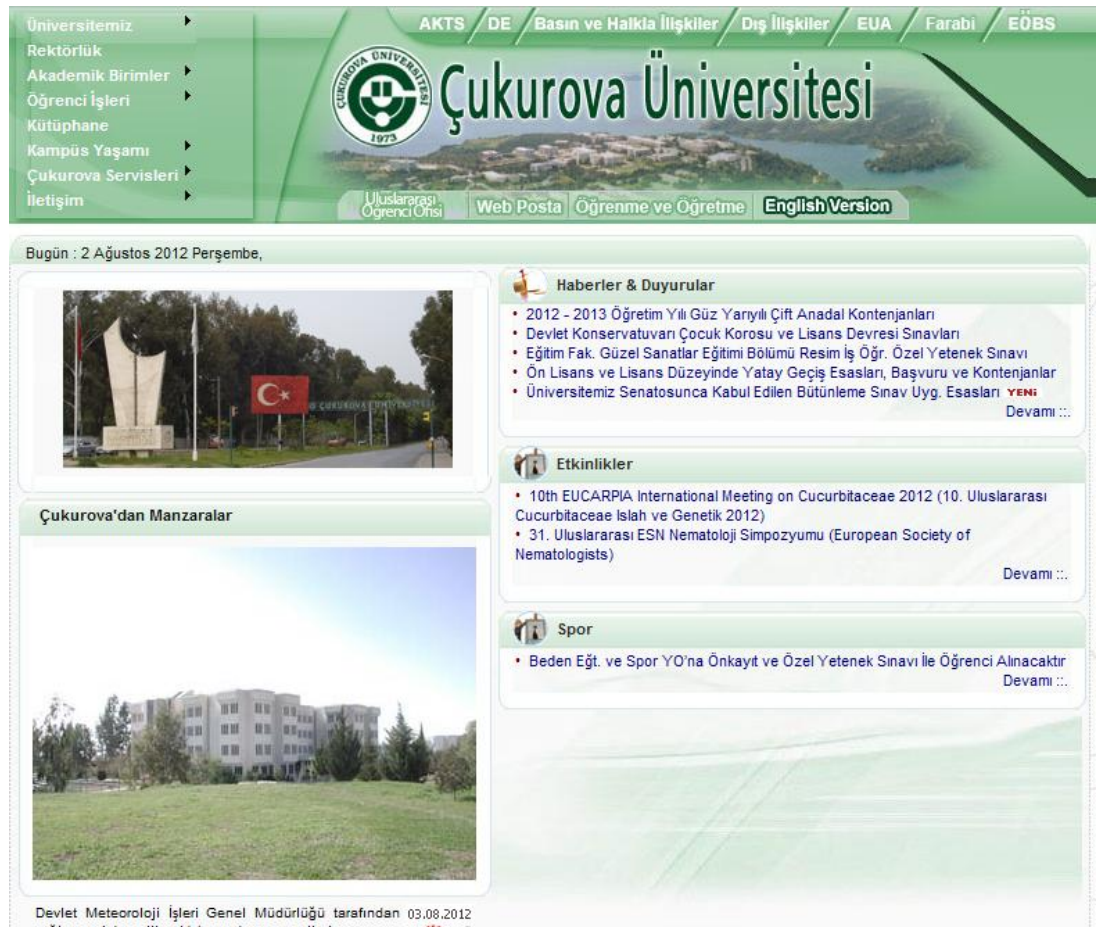 Üniversitemiz
Rektörlük
Akademik Birimler
Öğrenci İşleri
Kütüphane
Kampüs Yaşamı
Çukurova Servisleri
İletişim
AKTS / DE / Basın ve Halkla İlişkiler / Dış İlişkiler / EUA / Farabi / EÖBS
ÇUKUROVA ÜNİVERSİTESİ
1973
Çukurova Üniversitesi
Uluslararası
Öğrenci Ofisi
Web Posta
Öğrenme ve Öğretme
English Version
Bugün : 2 Ağustos 2012 Perşembe,
ÇUKUROVA ÜNİVERSİTESİ
Çukurova'dan Manzaralar
Devlet Meteoroloji İşleri Genel Müdürlüğü tarafından 03.08.2012
Haberler & Duyurular
• 2012 - 2013 Öğretim Yılı Güz Yarıyılı Çift Anadal Kontenjanları
• Devlet Konservatuvarı Çocuk Korosu ve Lisans Devresi Sınavları
• Eğitim Fak. Güzel Sanatlar Eğitimi Bölümü Resim İş Öğr. Özel Yetenek Sınavı
• Ön Lisans ve Lisans Düzeyinde Yatay Geçiş Esasları, Başvuru ve Kontenjanlar
• Üniversitemiz Senatosunca Kabul Edilen Bütünleme Sınav Uyg. Esasları YENİ
Devamı ::.
Etkinlikler
• 10th EUCARPIA International Meeting on Cucurbitaceae 2012 (10. Uluslararası
Cucurbitaceae Islah ve Genetik 2012)
• 31. Uluslararası ESN Nematoloji Simpozyumu (European Society of
Nematologists)
Devamı ::.
Spor
• Beden Eğt. ve Spor YO'na Önkayıt ve Özel Yetenek Sınavı İle Öğrenci Alınacaktır
Devamı ::.